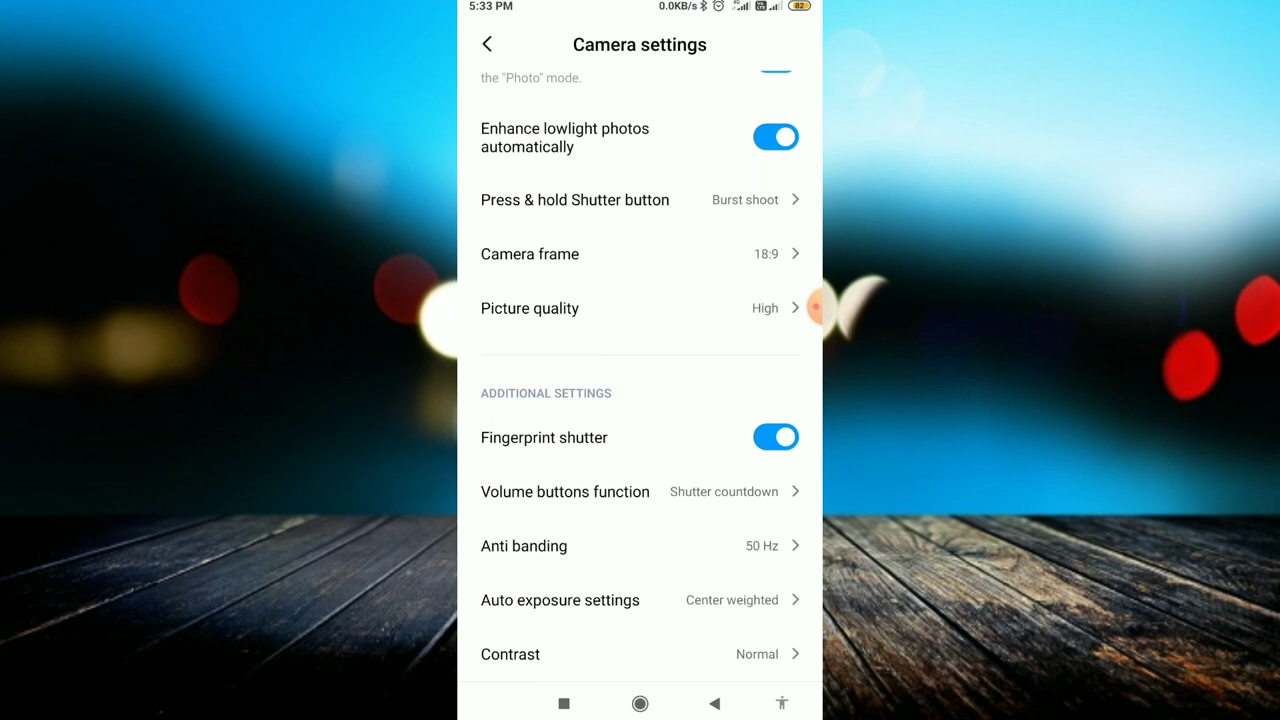 5:33 PM 0.0KB/s 4G 82
Camera settings
the "Photo" mode.
Enhance lowlight photos
automatically
Press & hold Shutter button Burst shoot
Camera frame 18:9
Picture quality High
ADDITIONAL SETTINGS
Fingerprint shutter
Volume buttons function Shutter countdown
Anti banding 50 Hz
Auto exposure settings Center weighted
Contrast Normal